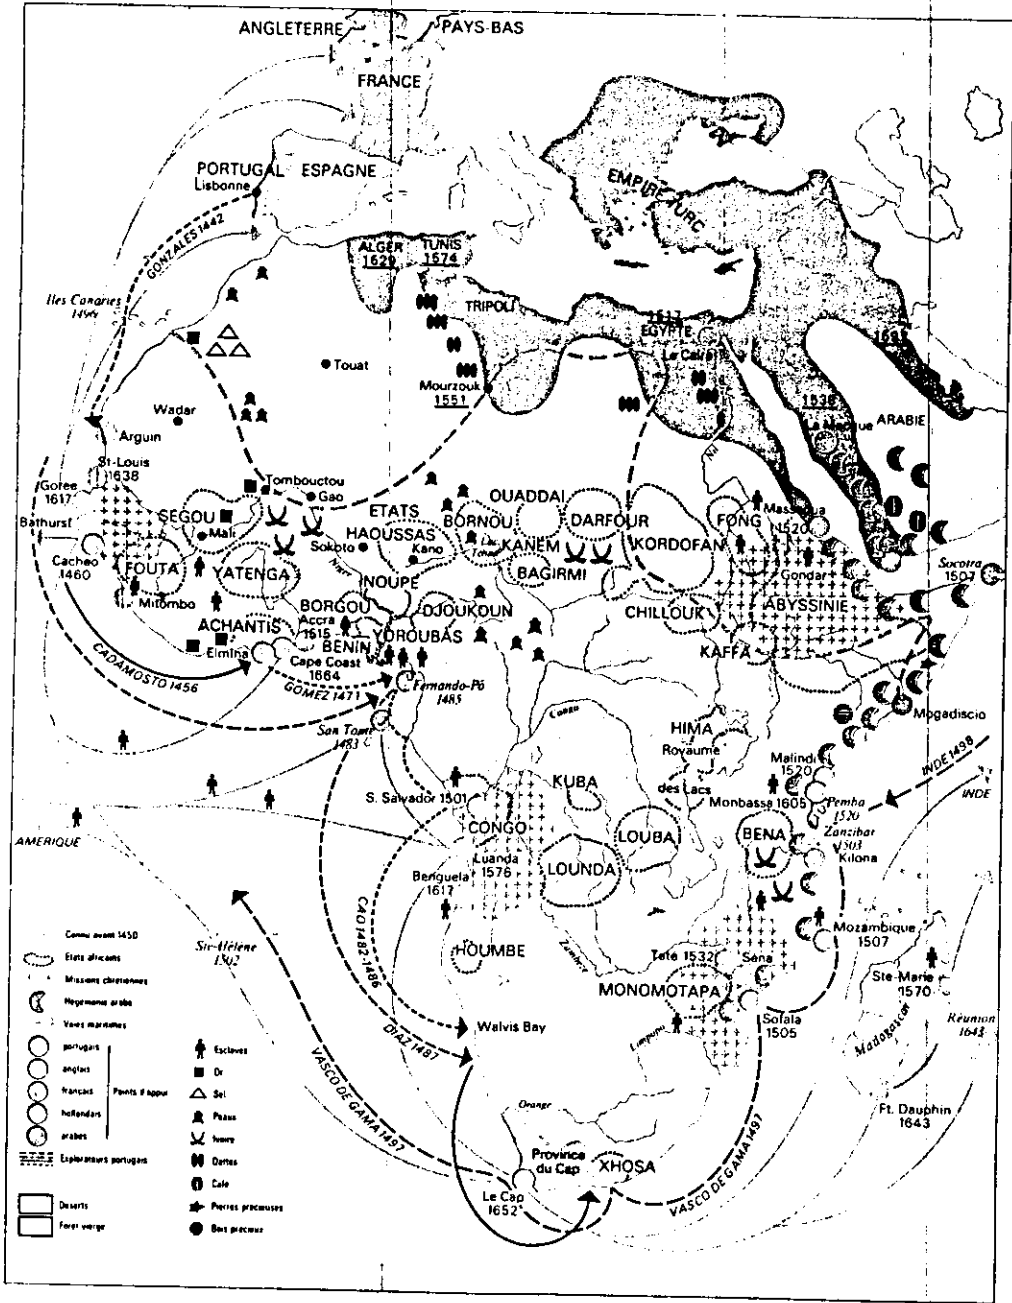 ANGLETERRE
PAYS-BAS
FRANCE
PORTUGAL
ESPAGNE
Lisbonne
EMPIRE TURC
GONZALES 1442
ALGER
TUNIS
1574
Iles Canaries
TRIPOLI
1517
EGYPTE
Le Caire
Touat
Mourzouk
1551
Wadar
1538
ARABIE
La Mecque
Arguin
Nil
St-Louis
1638
Gorée
1617
Tombouctou
Gao
OUADDAI
Bathurst
SEGOU
ETATS
HAOUSSAS
BORNOU
DARFOUR
FONG
Massaoua
1520
Mali
Sokoto
Kano
KANEM
KORDOFAN
Cacheo
1460
FOUTA
YATENGA
Niger
BAGIRMI
Gondar
Socotra
1507
Mitombo
NOUPE
BORGOU
DJOUKOUN
CHILLOUK
ABYSSINIE
ACHANTIS
Accra
1615
YOROUBAS
BENIN
KAFFA
Elmina
Cape Coast
1664
CADAMOSTO 1456
GOMEZ 1471
Fernando-Pô
1485
San Tomé
1483
Congo
HIMA
Royaume
des Lacs
Mogadiscio
Malindi
1520
INDE 1498
INDE
S. Salvador 1501
KUBA
Monbassa 1605
Pemba
1520
Zanzibar
1503
CONGO
LOUBA
BENA
Kilona
AMERIQUE
Luanda
1576
LOUNDA
Benguela
1617
CAO 1482-1486
Mozambique
1507
Ste-Hélène
1502
HOUMBE
Zambèze
Tete 1532
Sena
Ste-Marie
1570
MONOMOTAPA
Sofala
1505
Réunion
1643
Walvis Bay
DIAZ 1487
Limpopo
Madagascar
VASCO DE GAMA 1497
Orange
Ft. Dauphin
1643
Province
du Cap
XHOSA
VASCO DE GAMA 1497
Le Cap
1652
Connu avant 1450
Etats africains
Missions chrétiennes
Hégémonie arabe
Voies maritimes
portugais
anglais
français
hollandais
arabes
Points d'appui
Explorateurs portugais
Déserts
Forêt vierge
Esclaves
Or
Sel
Peaux
Ivoire
Dattes
Café
Pierres précieuses
Bois précieux